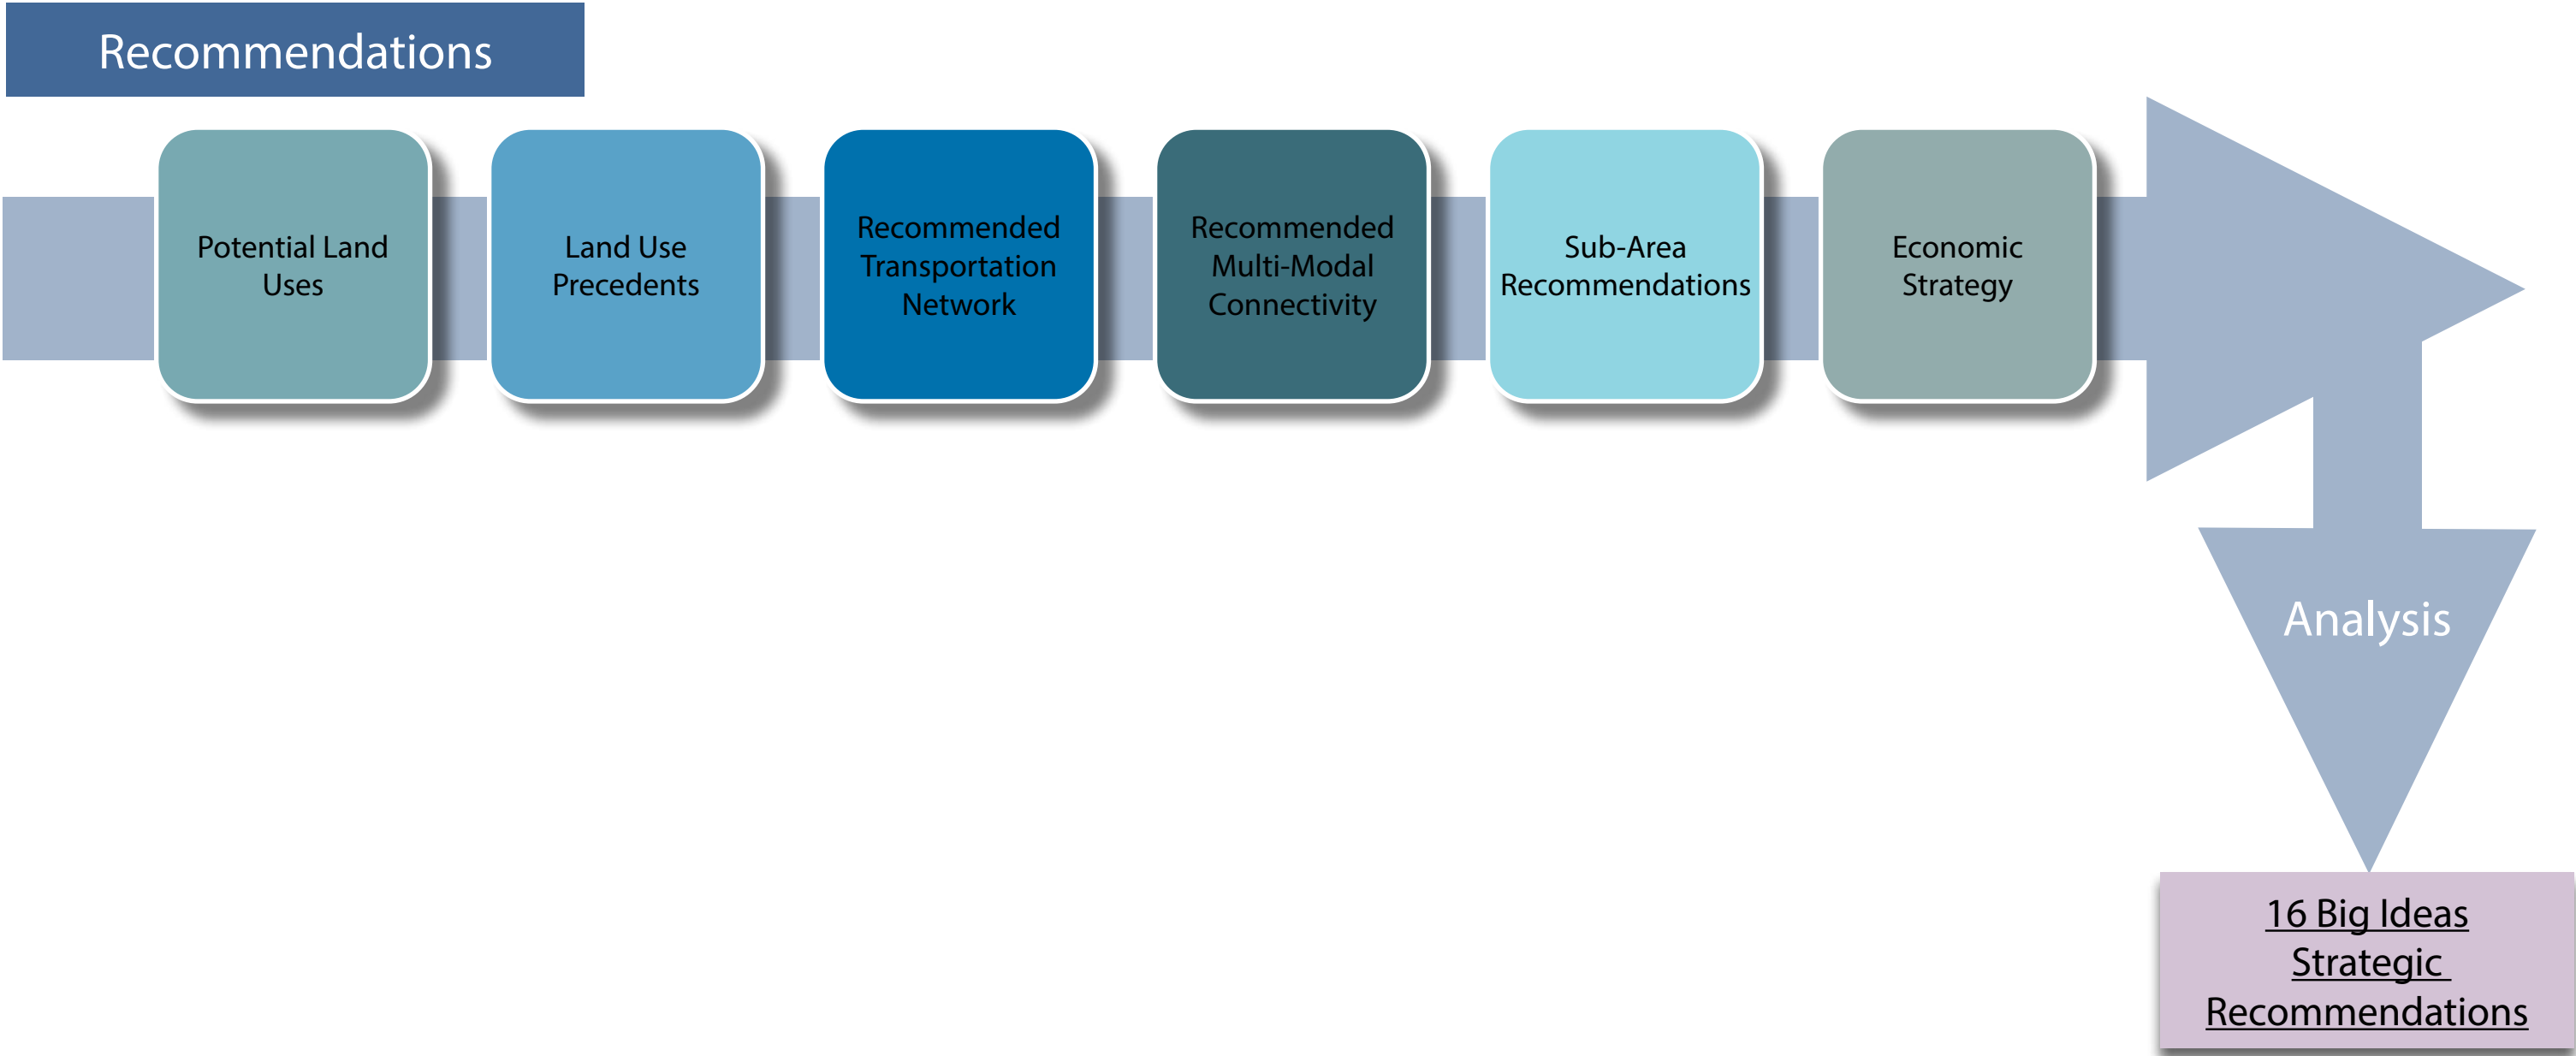 Recommendations
Potential Land
Uses
Land Use
Precedents
Recommended
Transportation
Network
Recommended
Multi-Modal
Connectivity
Sub-Area
Recommendations
Economic
Strategy
Analysis
16 Big Ideas
Strategic
Recommendations